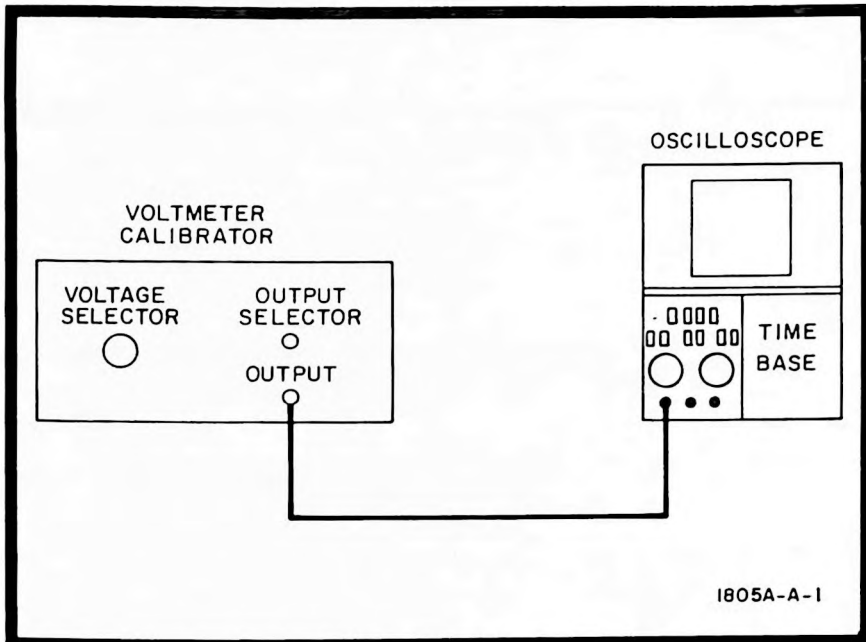 OSCILLOSCOPE
VOLTMETER
CALIBRATOR
VOLTAGE
SELECTOR
OUTPUT
SELECTOR
OUTPUT
TIME
BASE
1805A-A-1